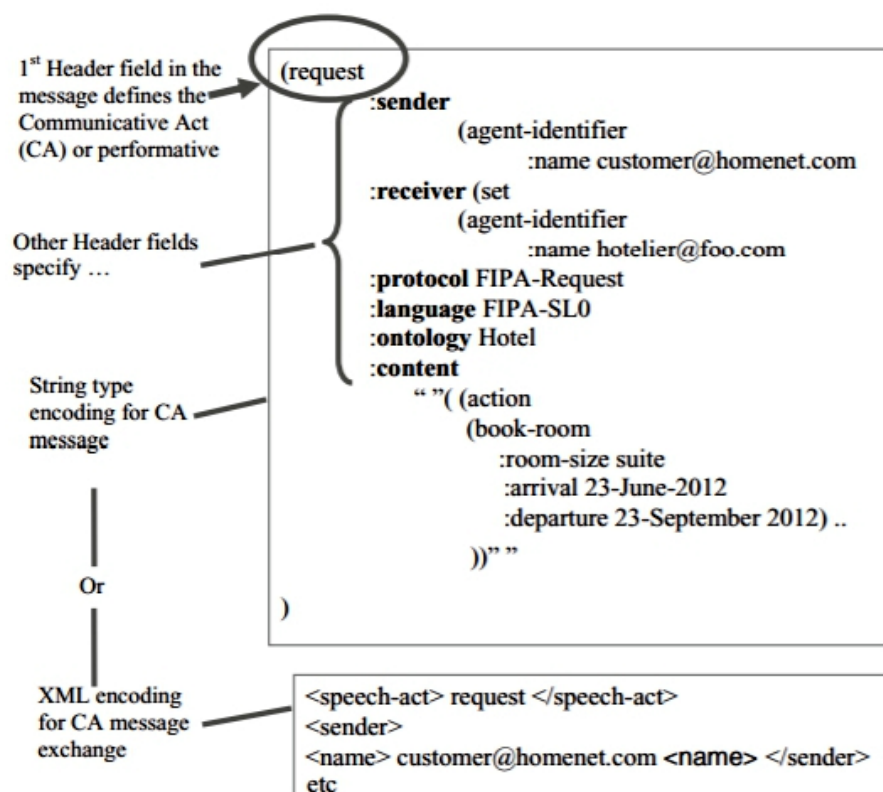 1st Header field in the
message defines the
Communicative Act
(CA) or performative
Other Header fields
specify …
String type
encoding for CA
message
Or
XML encoding
for CA message
exchange
(request
:sender
(agent-identifier
:name customer@homenet.com
:receiver (set
(agent-identifier
:name hotelier@foo.com
:protocol FIPA-Request
:language FIPA-SL0
:ontology Hotel
:content
“ ”( (action
(book-room
:room-size suite
:arrival 23-June-2012
:departure 23-September 2012) ..
))” ”
)
<speech-act> request </speech-act>
<sender>
<name> customer@homenet.com <name> </sender>
etc